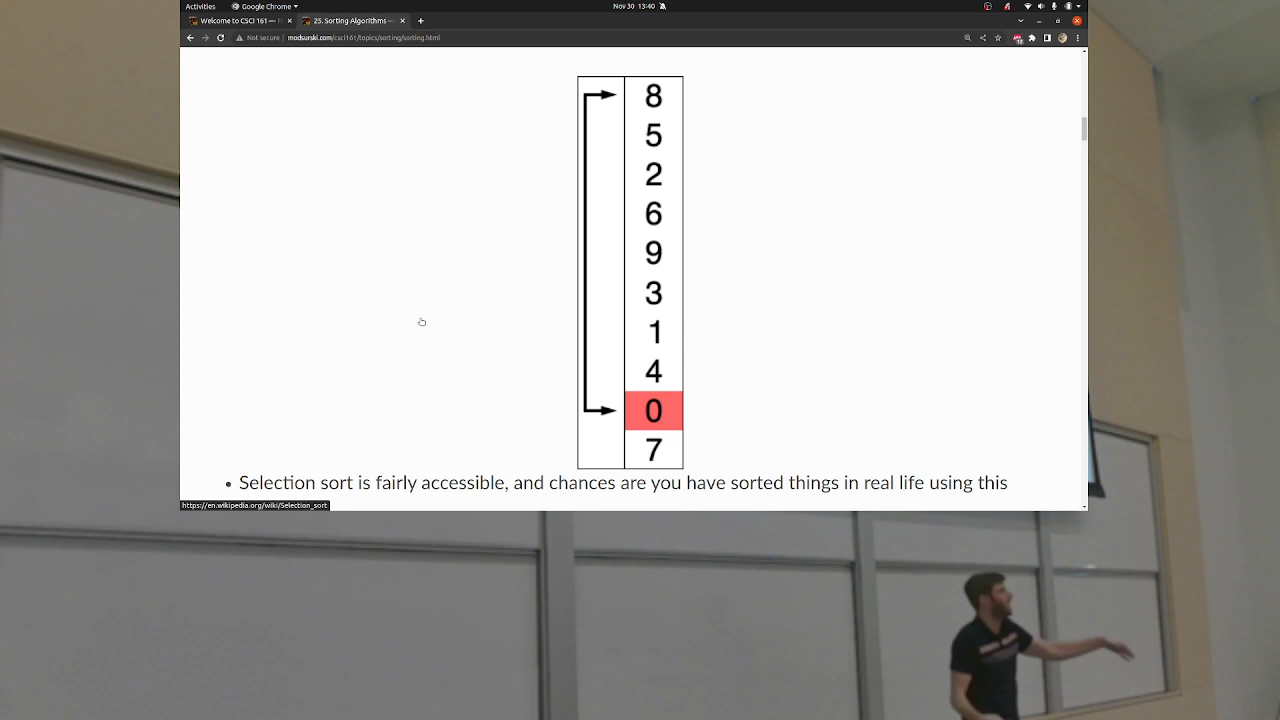 Activities
Google Chrome
Nov 30 13:40
Welcome to CSCI 161 —
25. Sorting Algorithms —
Not secure
modsurski.com/csci161/topics/sorting/sorting.html
8
5
2
6
9
3
1
4
0
7
Selection sort is fairly accessible, and chances are you have sorted things in real life using this
https://en.wikipedia.org/wiki/Selection_sort